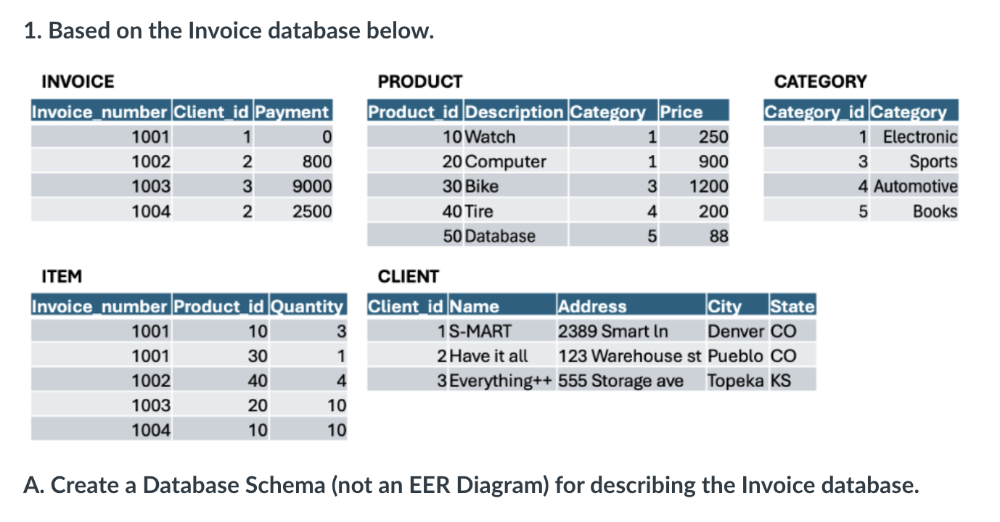 1. Based on the Invoice database below.
INVOICE
Invoice_number Client_id Payment
1001 1 0
1002 2 800
1003 3 9000
1004 2 2500
PRODUCT
Product_id Description Category Price
10 Watch 1 250
20 Computer 1 900
30 Bike 3 1200
40 Tire 4 200
50 Database 5 88
CATEGORY
Category_id Category
1 Electronic
3 Sports
4 Automotive
5 Books
ITEM
Invoice_number Product_id Quantity
1001 10 3
1001 30 1
1002 40 4
1003 20 10
1004 10 10
CLIENT
Client_id Name Address City State
1 S-MART 2389 Smart ln Denver CO
2 Have it all 123 Warehouse st Pueblo CO
3 Everything++ 555 Storage ave Topeka KS
A. Create a Database Schema (not an EER Diagram) for describing the Invoice database.